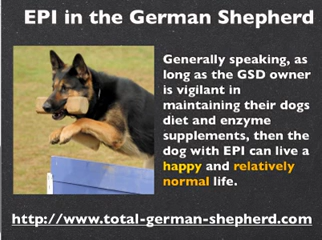 EPI in the German Shepherd
Generally speaking, as
long as the GSD owner
is vigilant in
maintaining their dogs
diet and enzyme
supplements, then the
dog with EPI can live a
happy and relatively
normal life.
http://www.total-german-shepherd.com